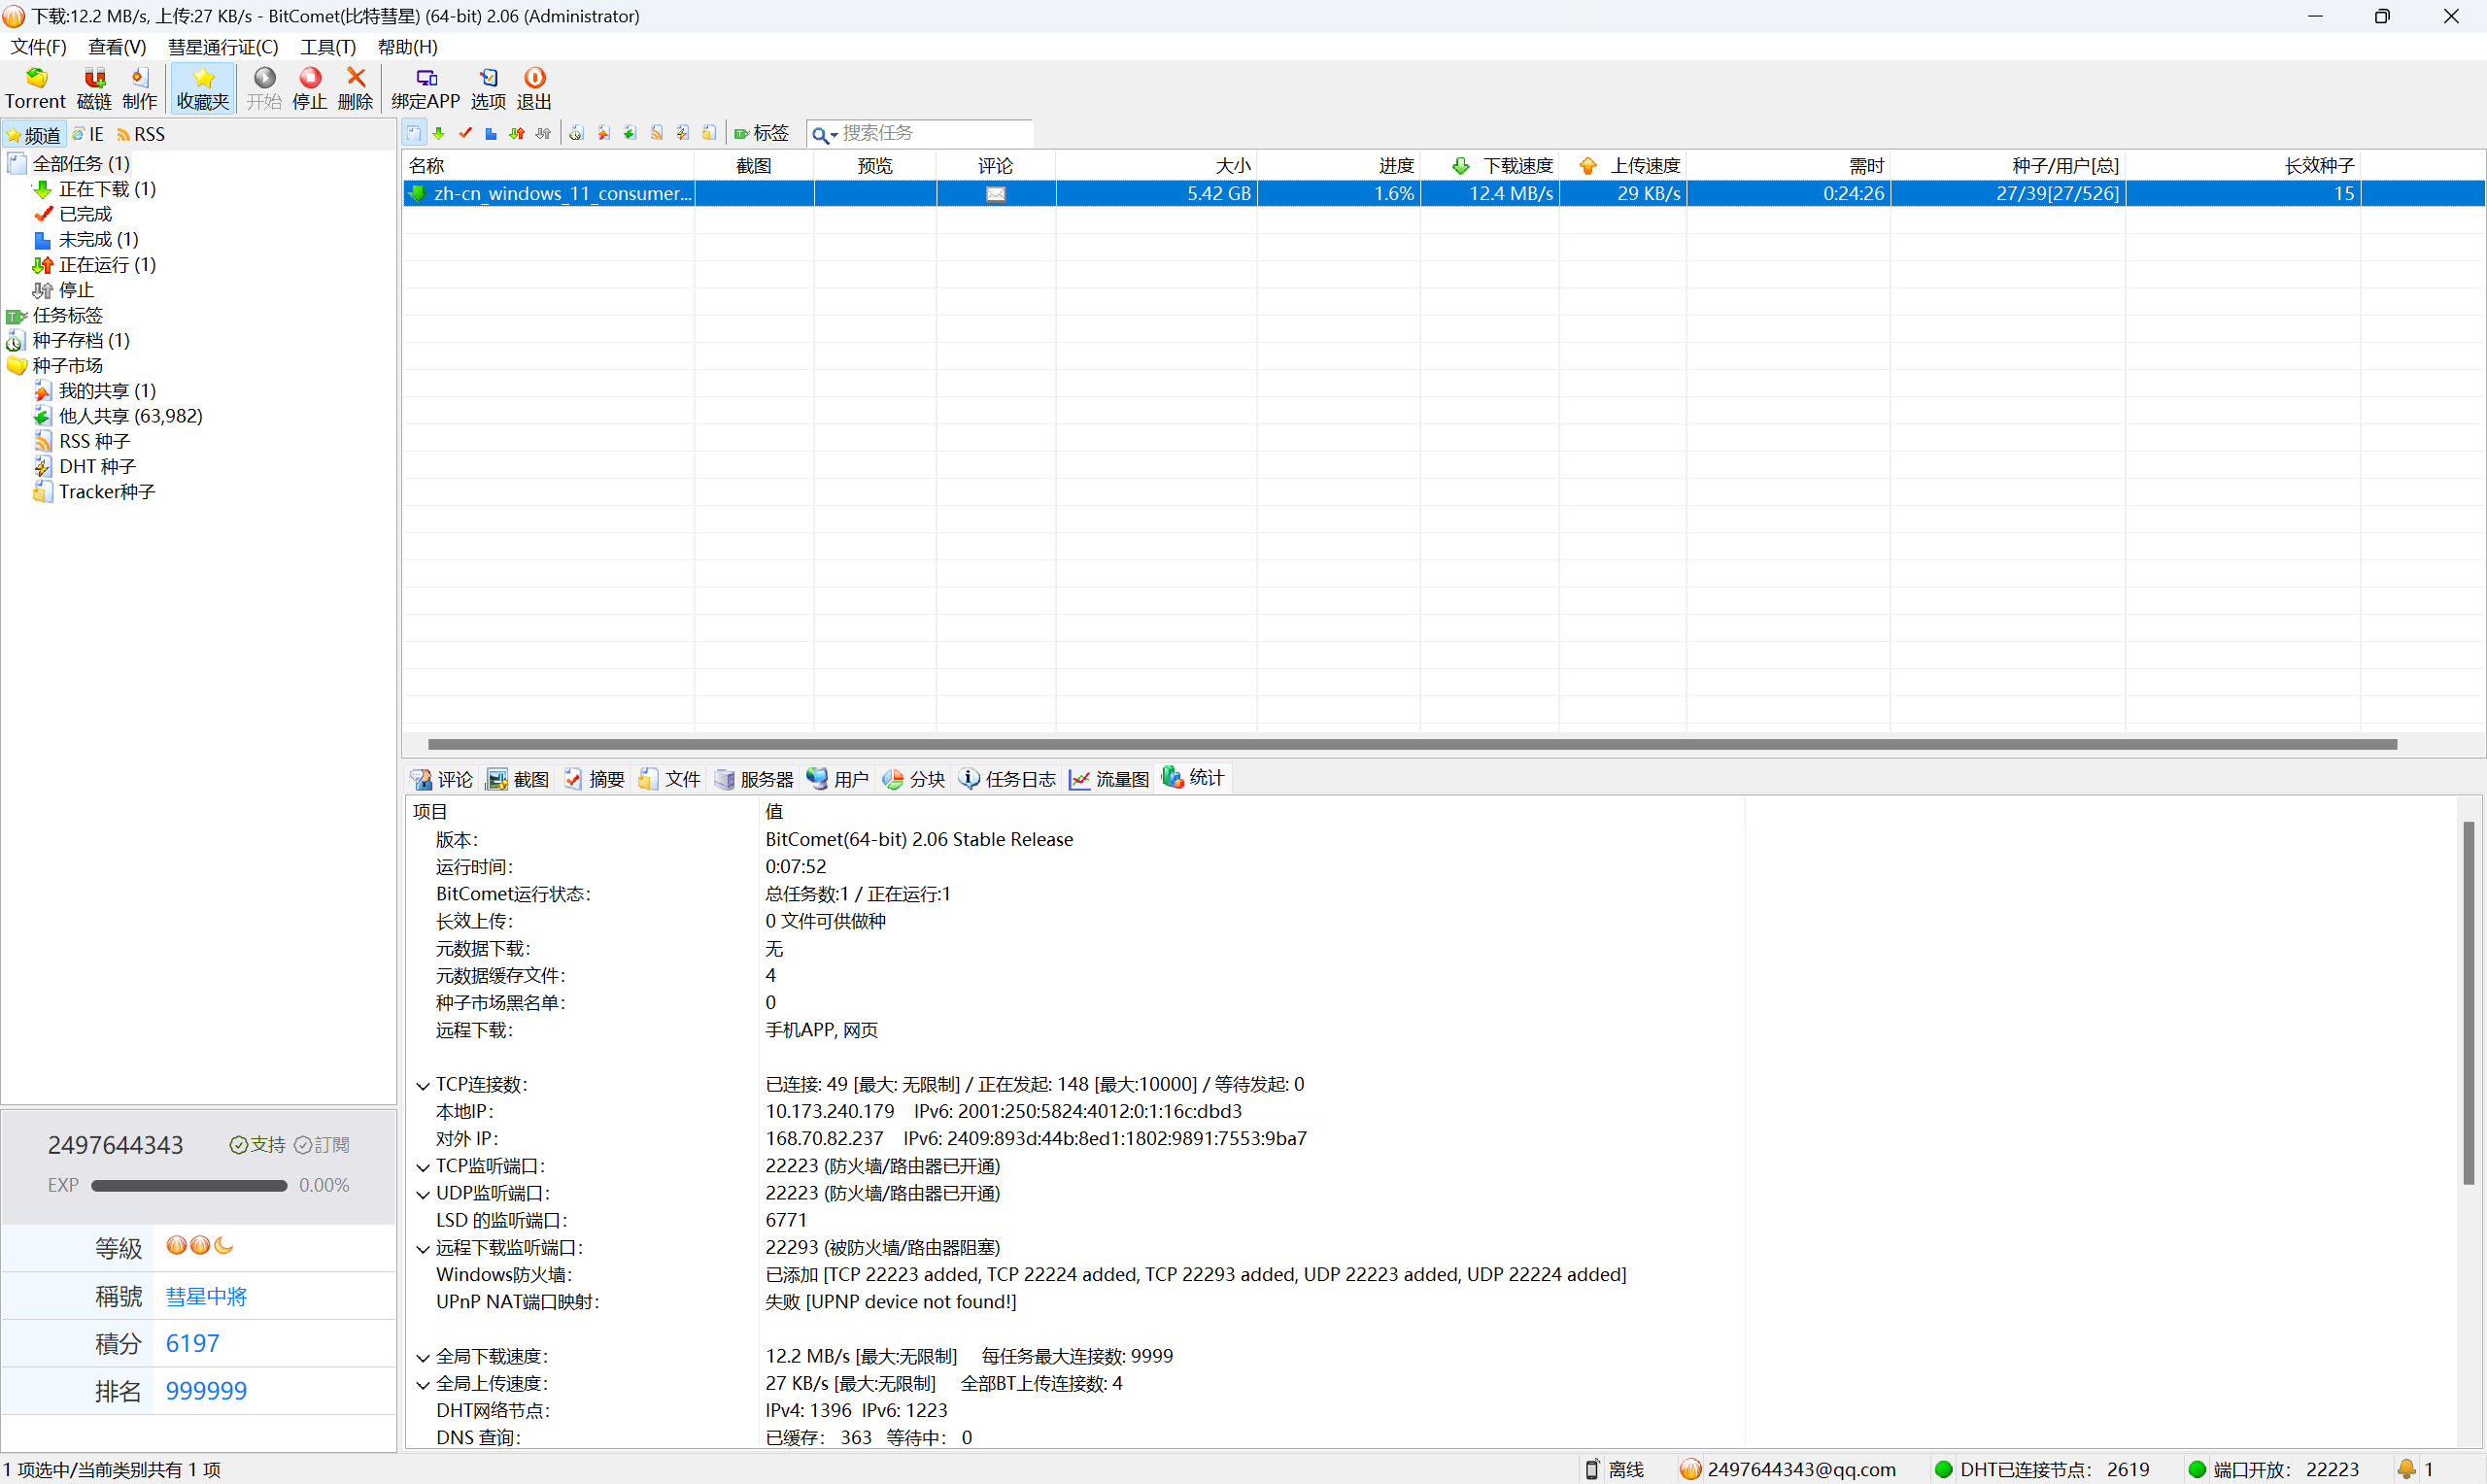 下载:12.2 MB/s, 上传:27 KB/s - BitComet(比特彗星) (64-bit) 2.06 (Administrator)
文件(F) 查看(V) 彗星通行证(C) 工具(T) 帮助(H)
Torrent 磁链 制作 收藏夹 开始 停止 删除 绑定APP 选项 退出
频道 IE RSS
标签 搜索任务
全部任务 (1)
正在下载 (1)
已完成
未完成 (1)
正在运行 (1)
停止
任务标签
种子存档 (1)
种子市场
我的共享 (1)
他人共享 (63,982)
RSS 种子
DHT 种子
Tracker种子
名称 截图 预览 评论 大小 进度 下载速度 上传速度 需时 种子/用户[总] 长效种子
zh-cn_windows_11_consumer... 5.42 GB 1.6% 12.4 MB/s 29 KB/s 0:24:26 27/39[27/526] 15
评论 截图 摘要 文件 服务器 用户 分块 任务日志 流量图 统计
项目 值
版本: BitComet(64-bit) 2.06 Stable Release
运行时间: 0:07:52
BitComet运行状态: 总任务数:1 / 正在运行:1
长效上传: 0 文件可供做种
元数据下载: 无
元数据缓存文件: 4
种子市场黑名单: 0
远程下载: 手机APP, 网页
TCP连接数: 已连接: 49 [最大: 无限制] / 正在发起: 148 [最大:10000] / 等待发起: 0
本地IP: 10.173.240.179 IPv6: 2001:250:5824:4012:0:1:16c:dbd3
对外 IP: 168.70.82.237 IPv6: 2409:893d:44b:8ed1:1802:9891:7553:9ba7
TCP监听端口: 22223 (防火墙/路由器已开通)
UDP监听端口: 22223 (防火墙/路由器已开通)
LSD 的监听端口: 6771
远程下载监听端口: 22293 (被防火墙/路由器阻塞)
Windows防火墙: 已添加 [TCP 22223 added, TCP 22224 added, TCP 22293 added, UDP 22223 added, UDP 22224 added]
UPnP NAT端口映射: 失败 [UPNP device not found!]
全局下载速度: 12.2 MB/s [最大:无限制] 每任务最大连接数: 9999
全局上传速度: 27 KB/s [最大:无限制] 全部BT上传连接数: 4
DHT网络节点: IPv4: 1396 IPv6: 1223
DNS 查询: 已缓存: 363 等待中: 0
2497644343 支持 訂閱
EXP 0.00%
等級
稱號 彗星中將
積分 6197
排名 999999
1 项选中/当前类别共有 1 项
离线 2497644343@qq.com DHT已连接节点: 2619 端口开放: 22223 1